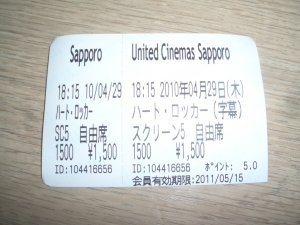 Sapporo
18:15 10/04/29
ハート・ロッカー
SC5 自由席
1500 ¥1,500
ID:104416656
United Cinemas Sapporo
18:15 2010年04月29日(木)
ハート・ロッカー (字幕)
スクリーン5 自由席
1500 ¥1,500
ID:104416656 ポイント: 5.0
会員有効期限:2011/05/15